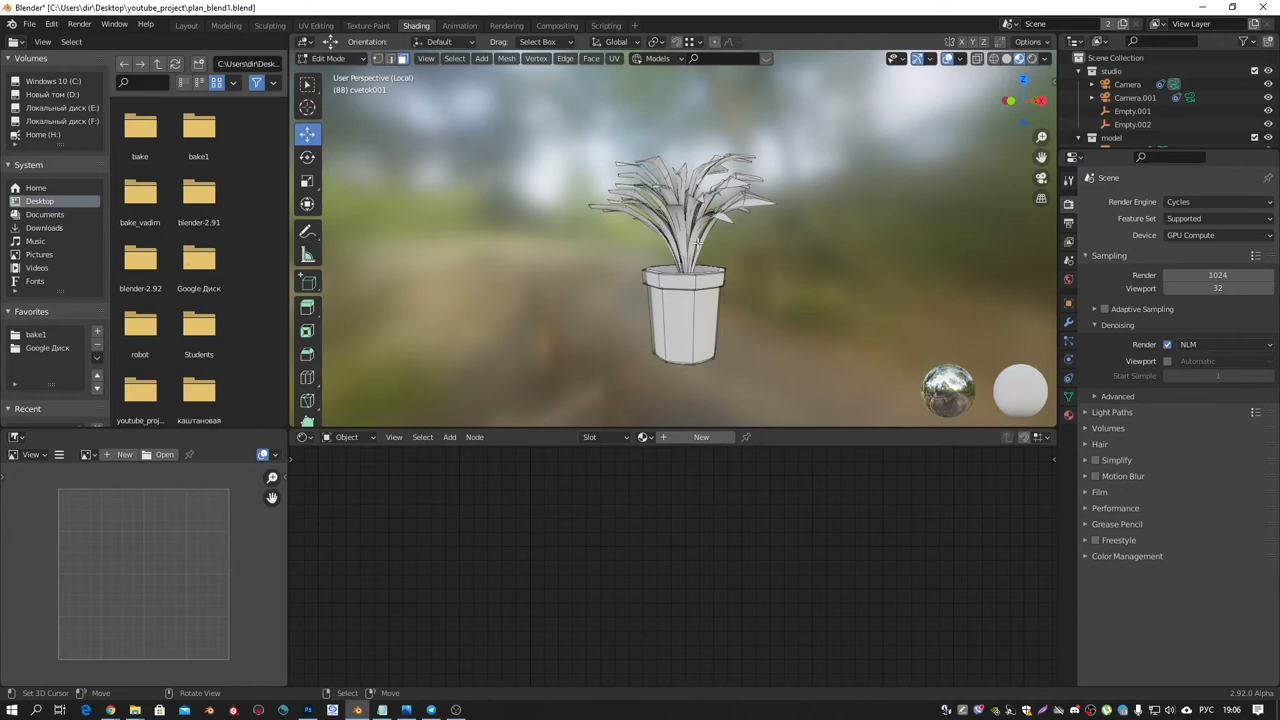 Blender* [C:\Users\dir\Desktop\youtube_project\plan_blend1.blend]
File Edit Render Window Help
Layout Modeling Sculpting UV Editing Texture Paint Shading Animation Rendering Compositing Scripting
Scene 2 View Layer
View Select
Orientation: Default Drag: Select Box Global X Y Z Options
Volumes
C:\Users\dir\Desk...
Edit Mode View Select Add Mesh Vertex Edge Face UV Models
Scene Collection
studio
Camera
Camera.001
Empty.001
Empty.002
model
Windows 10 (C:)
Новый том (D:)
Локальный диск (E:)
Локальный диск (F:)
Home (H:)
System
Home
Desktop
Documents
Downloads
Music
Pictures
Videos
Fonts
Favorites
bake1
Google Диск
Recent
bake
bake1
bake_vadim
blender-2.91
blender-2.92
Google Диск
robot
Students
youtube_proj...
каштановая
User Perspective (Local)
(88) cvetok001
Z
X
Scene
Render Engine Cycles
Feature Set Supported
Device GPU Compute
Sampling
Render 1024
Viewport 32
Adaptive Sampling
Denoising
Render NLM
Viewport Automatic
Start Sample 1
Advanced
Light Paths
Volumes
Hair
Simplify
Motion Blur
Film
Performance
Grease Pencil
Freestyle
Color Management
View New Open
Object View Select Add Node Slot New
Set 3D Cursor Move Rotate View Select Move
2.92.0 Alpha
РУС 19:06